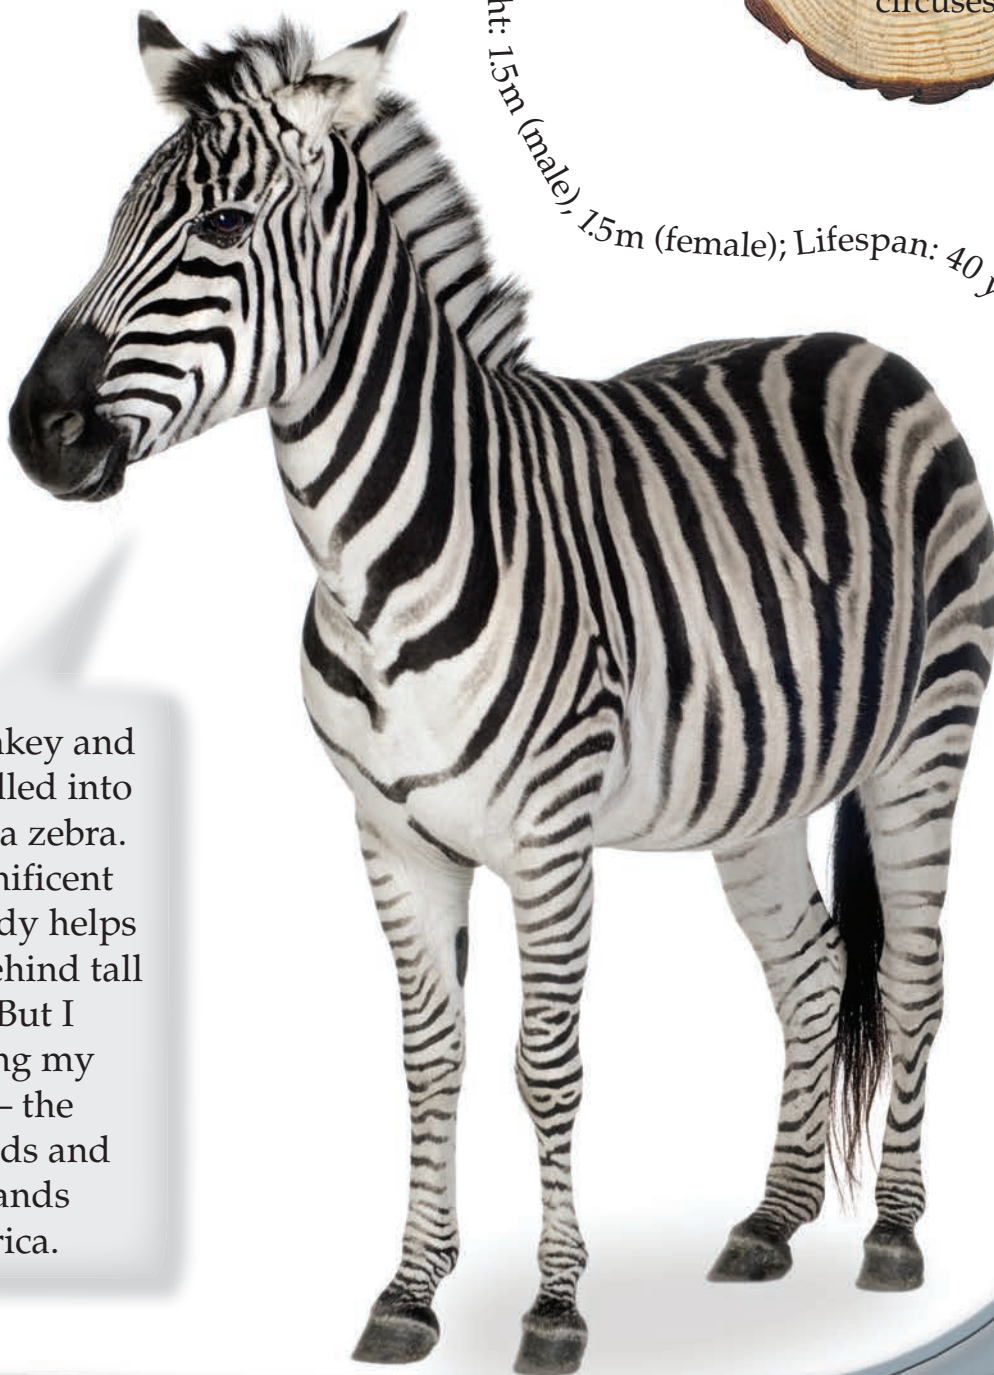 circuses
ht: 1.5m (male), 1.5m (female); Lifespan: 40 y
nkey and
lled into
a zebra.
nificent
dy helps
ehind tall
But I
ng my
– the
ds and
ands
rica.